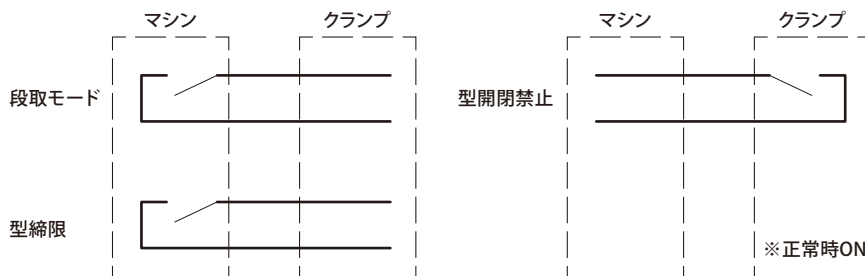 マシン
クランプ
段取モード
型締限
マシン
クランプ
型開閉禁止
※正常時ON